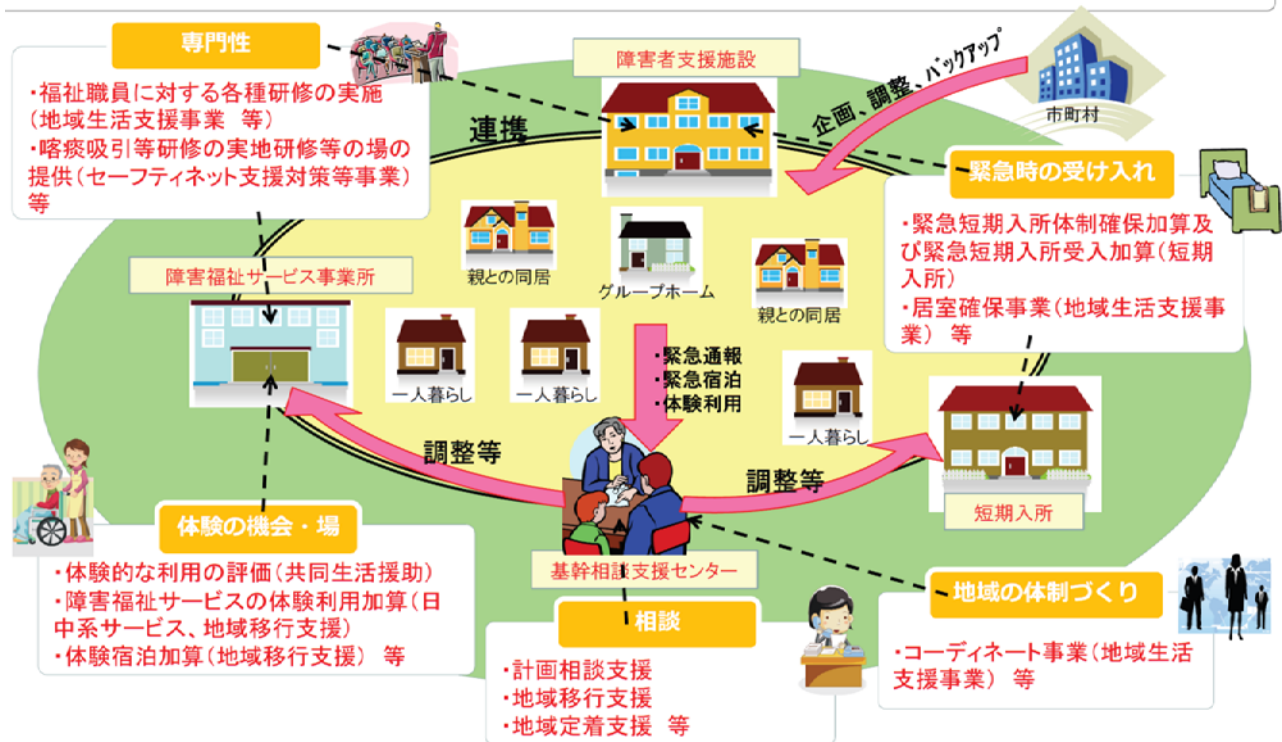 専門性
・福祉職員に対する各種研修の実施
(地域生活支援事業 等)
・喀痰吸引等研修の実地研修等の場の
提供(セーフティネット支援対策等事業)
等
障害者支援施設
連携
企画、調整、バックアップ
市町村
緊急時の受け入れ
・緊急短期入所体制確保加算及
び緊急短期入所受入加算(短期
入所)
・居室確保事業(地域生活支援事
業) 等
障害福祉サービス事業所
親との同居
グループホーム
親との同居
一人暮らし
一人暮らし
・緊急通報
・緊急宿泊
・体験利用
一人暮らし
調整等
調整等
短期入所
体験の機会・場
・体験的な利用の評価(共同生活援助)
・障害福祉サービスの体験利用加算(日
中系サービス、地域移行支援)
・体験宿泊加算(地域移行支援) 等
基幹相談支援センター
相談
・計画相談支援
・地域移行支援
・地域定着支援 等
地域の体制づくり
・コーディネート事業(地域生活
支援事業) 等